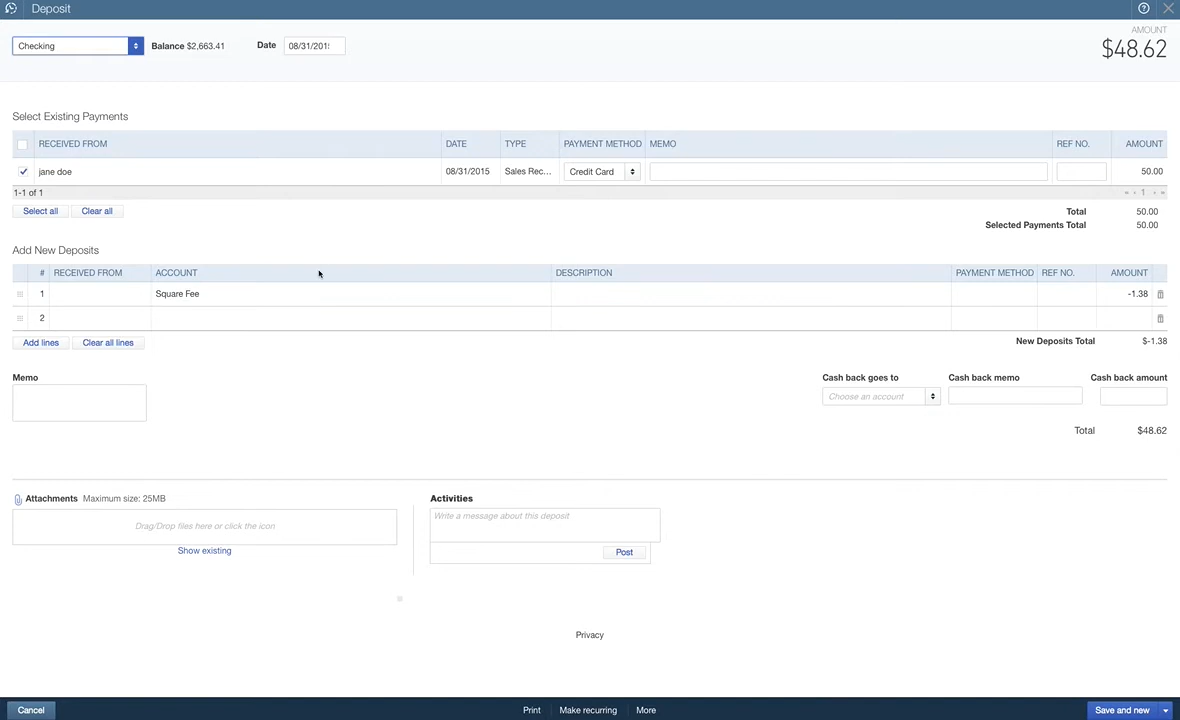 Deposit
AMOUNT
$48.62
Checking Balance $2,663.41 Date 08/31/201
Select Existing Payments
RECEIVED FROM DATE TYPE PAYMENT METHOD MEMO REF NO. AMOUNT
jane doe 08/31/2015 Sales Rec... Credit Card 50.00
1-1 of 1 1
Select all Clear all Total 50.00
Selected Payments Total 50.00
Add New Deposits
# RECEIVED FROM ACCOUNT DESCRIPTION PAYMENT METHOD REF NO. AMOUNT
1 Square Fee -1.38
2
Add lines Clear all lines New Deposits Total $-1.38
Memo Cash back goes to Cash back memo Cash back amount
Choose an account
Total $48.62
Attachments Maximum size: 25MB Activities
Drag/Drop files here or click the icon Write a message about this deposit
Show existing Post
Privacy
Cancel Print Make recurring More Save and new